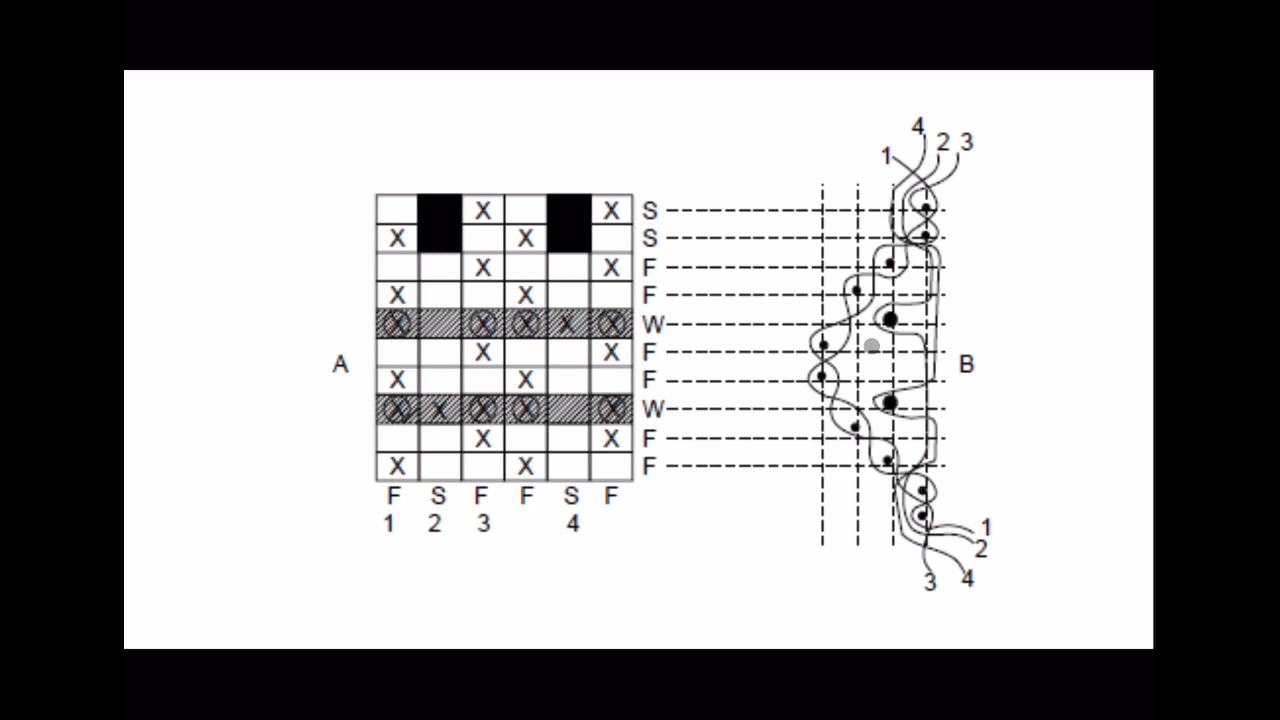 4
1 2 3
X X S
X X S
X X F
X X F
X X X X X W
A X X F B
X X F
X X X X X W
X X F
X X F
F S F F S F
1 2 3 4
1
2
3 4